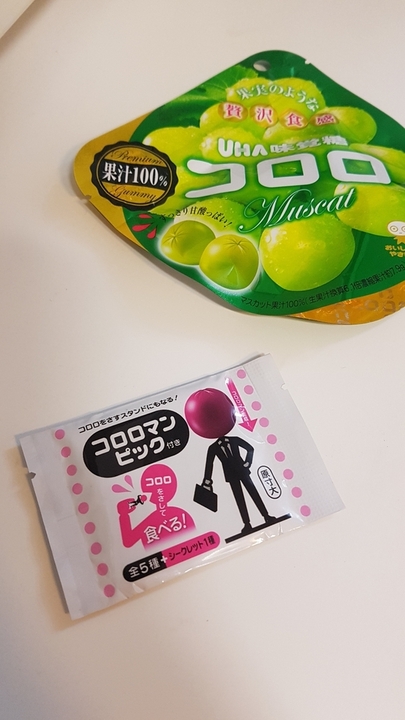 果実のような
贅沢食感
UHA味覚糖
コロロ
Muscat
Premium
果汁100%
Gummy
コロロをさすスタンドにもなる!
コロロマン
ピック付き
コロロ
をさして
食べる!
原寸大
全5種+シークレット1種